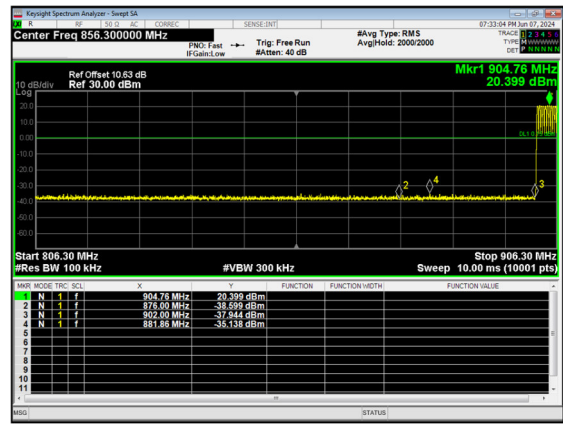 Keysight Spectrum Analyzer - Swept SA
R RF 50 Ω AC CORREC SENSE:INT 07:33:04 PM Jun 07, 2024
Center Freq 856.300000 MHz #Avg Type: RMS TRACE 1 2 3 4 5 6
PNO: Fast Trig: Free Run Avg|Hold: 2000/2000 TYPE M WWWWW
IFGain:Low #Atten: 40 dB DET P N N N N N
Mkr1 904.76 MHz
Ref Offset 10.63 dB
10 dB/div Ref 30.00 dBm 20.399 dBm
Log
20.0
10.0
0.00
-10.0
-20.0
-30.0
-40.0
-50.0
-60.0
2
4
3
Start 806.30 MHz Stop 906.30 MHz
#Res BW 100 kHz #VBW 300 kHz Sweep 10.00 ms (10001 pts)
MKR MODE TRC SCL X Y FUNCTION FUNCTION WIDTH FUNCTION VALUE
1 N 1 f 904.76 MHz 20.399 dBm
2 N 1 f 876.00 MHz -38.599 dBm
3 N 1 f 902.00 MHz -37.944 dBm
4 N 1 f 881.86 MHz -35.138 dBm
5
6
7
8
9
10
11
MSG STATUS